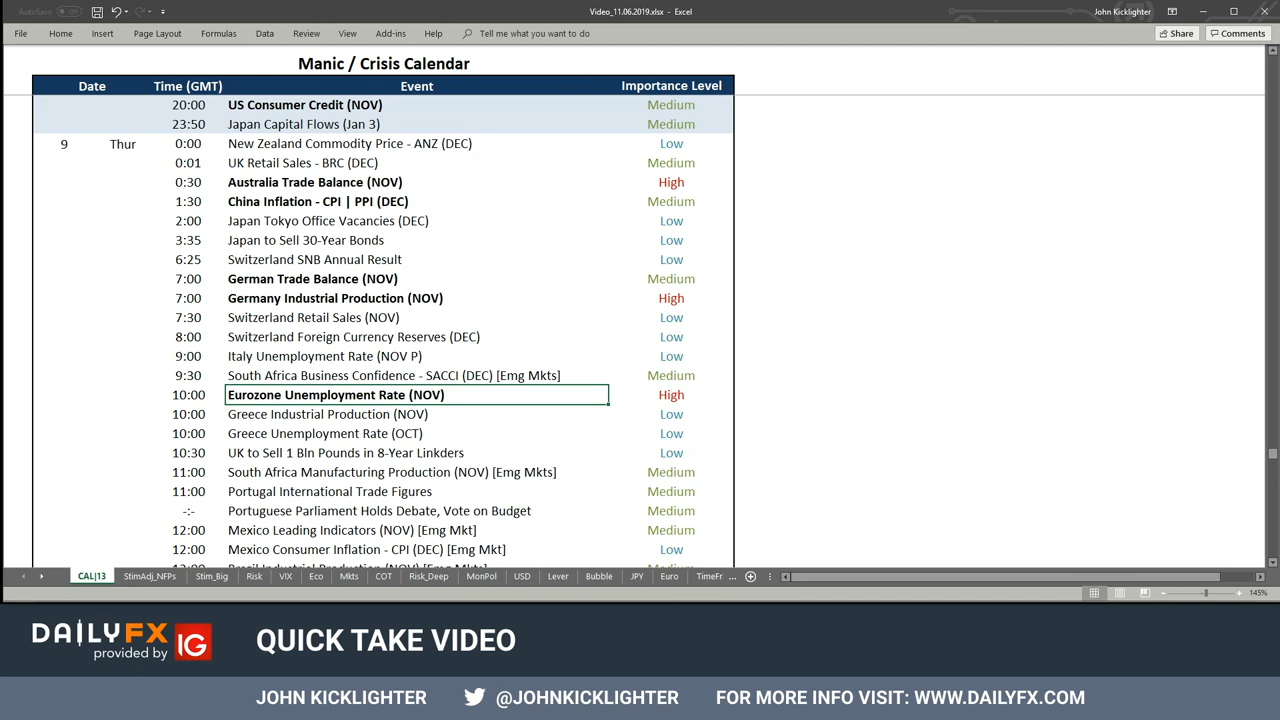 AutoSave Off Video_11.06.2019.xlsx - Excel John Kicklighter
File Home Insert Page Layout Formulas Data Review View Add-ins Help Tell me what you want to do Share Comments
Manic / Crisis Calendar
Date Time (GMT) Event Importance Level
20:00 US Consumer Credit (NOV) Medium
23:50 Japan Capital Flows (Jan 3) Medium
9 Thur 0:00 New Zealand Commodity Price - ANZ (DEC) Low
0:01 UK Retail Sales - BRC (DEC) Medium
0:30 Australia Trade Balance (NOV) High
1:30 China Inflation - CPI | PPI (DEC) Medium
2:00 Japan Tokyo Office Vacancies (DEC) Low
3:35 Japan to Sell 30-Year Bonds Low
6:25 Switzerland SNB Annual Result Low
7:00 German Trade Balance (NOV) Medium
7:00 Germany Industrial Production (NOV) High
7:30 Switzerland Retail Sales (NOV) Low
8:00 Switzerland Foreign Currency Reserves (DEC) Low
9:00 Italy Unemployment Rate (NOV P) Low
9:30 South Africa Business Confidence - SACCI (DEC) [Emg Mkts] Medium
10:00 Eurozone Unemployment Rate (NOV) High
10:00 Greece Industrial Production (NOV) Low
10:00 Greece Unemployment Rate (OCT) Low
10:30 UK to Sell 1 Bln Pounds in 8-Year Linkders Low
11:00 South Africa Manufacturing Production (NOV) [Emg Mkts] Medium
11:00 Portugal International Trade Figures Medium
-:- Portuguese Parliament Holds Debate, Vote on Budget Medium
12:00 Mexico Leading Indicators (NOV) [Emg Mkt] Medium
12:00 Mexico Consumer Inflation - CPI (DEC) [Emg Mkt] Low
CAL|13 StimAdj_NFPs Stim_Big Risk VIX Eco Mkts COT Risk_Deep MonPol USD Lever Bubble JPY Euro TimeFr ...
145%
DAILYFX provided by IG QUICK TAKE VIDEO
JOHN KICKLIGHTER @JOHNKICKLIGHTER FOR MORE INFO VISIT: WWW.DAILYFX.COM